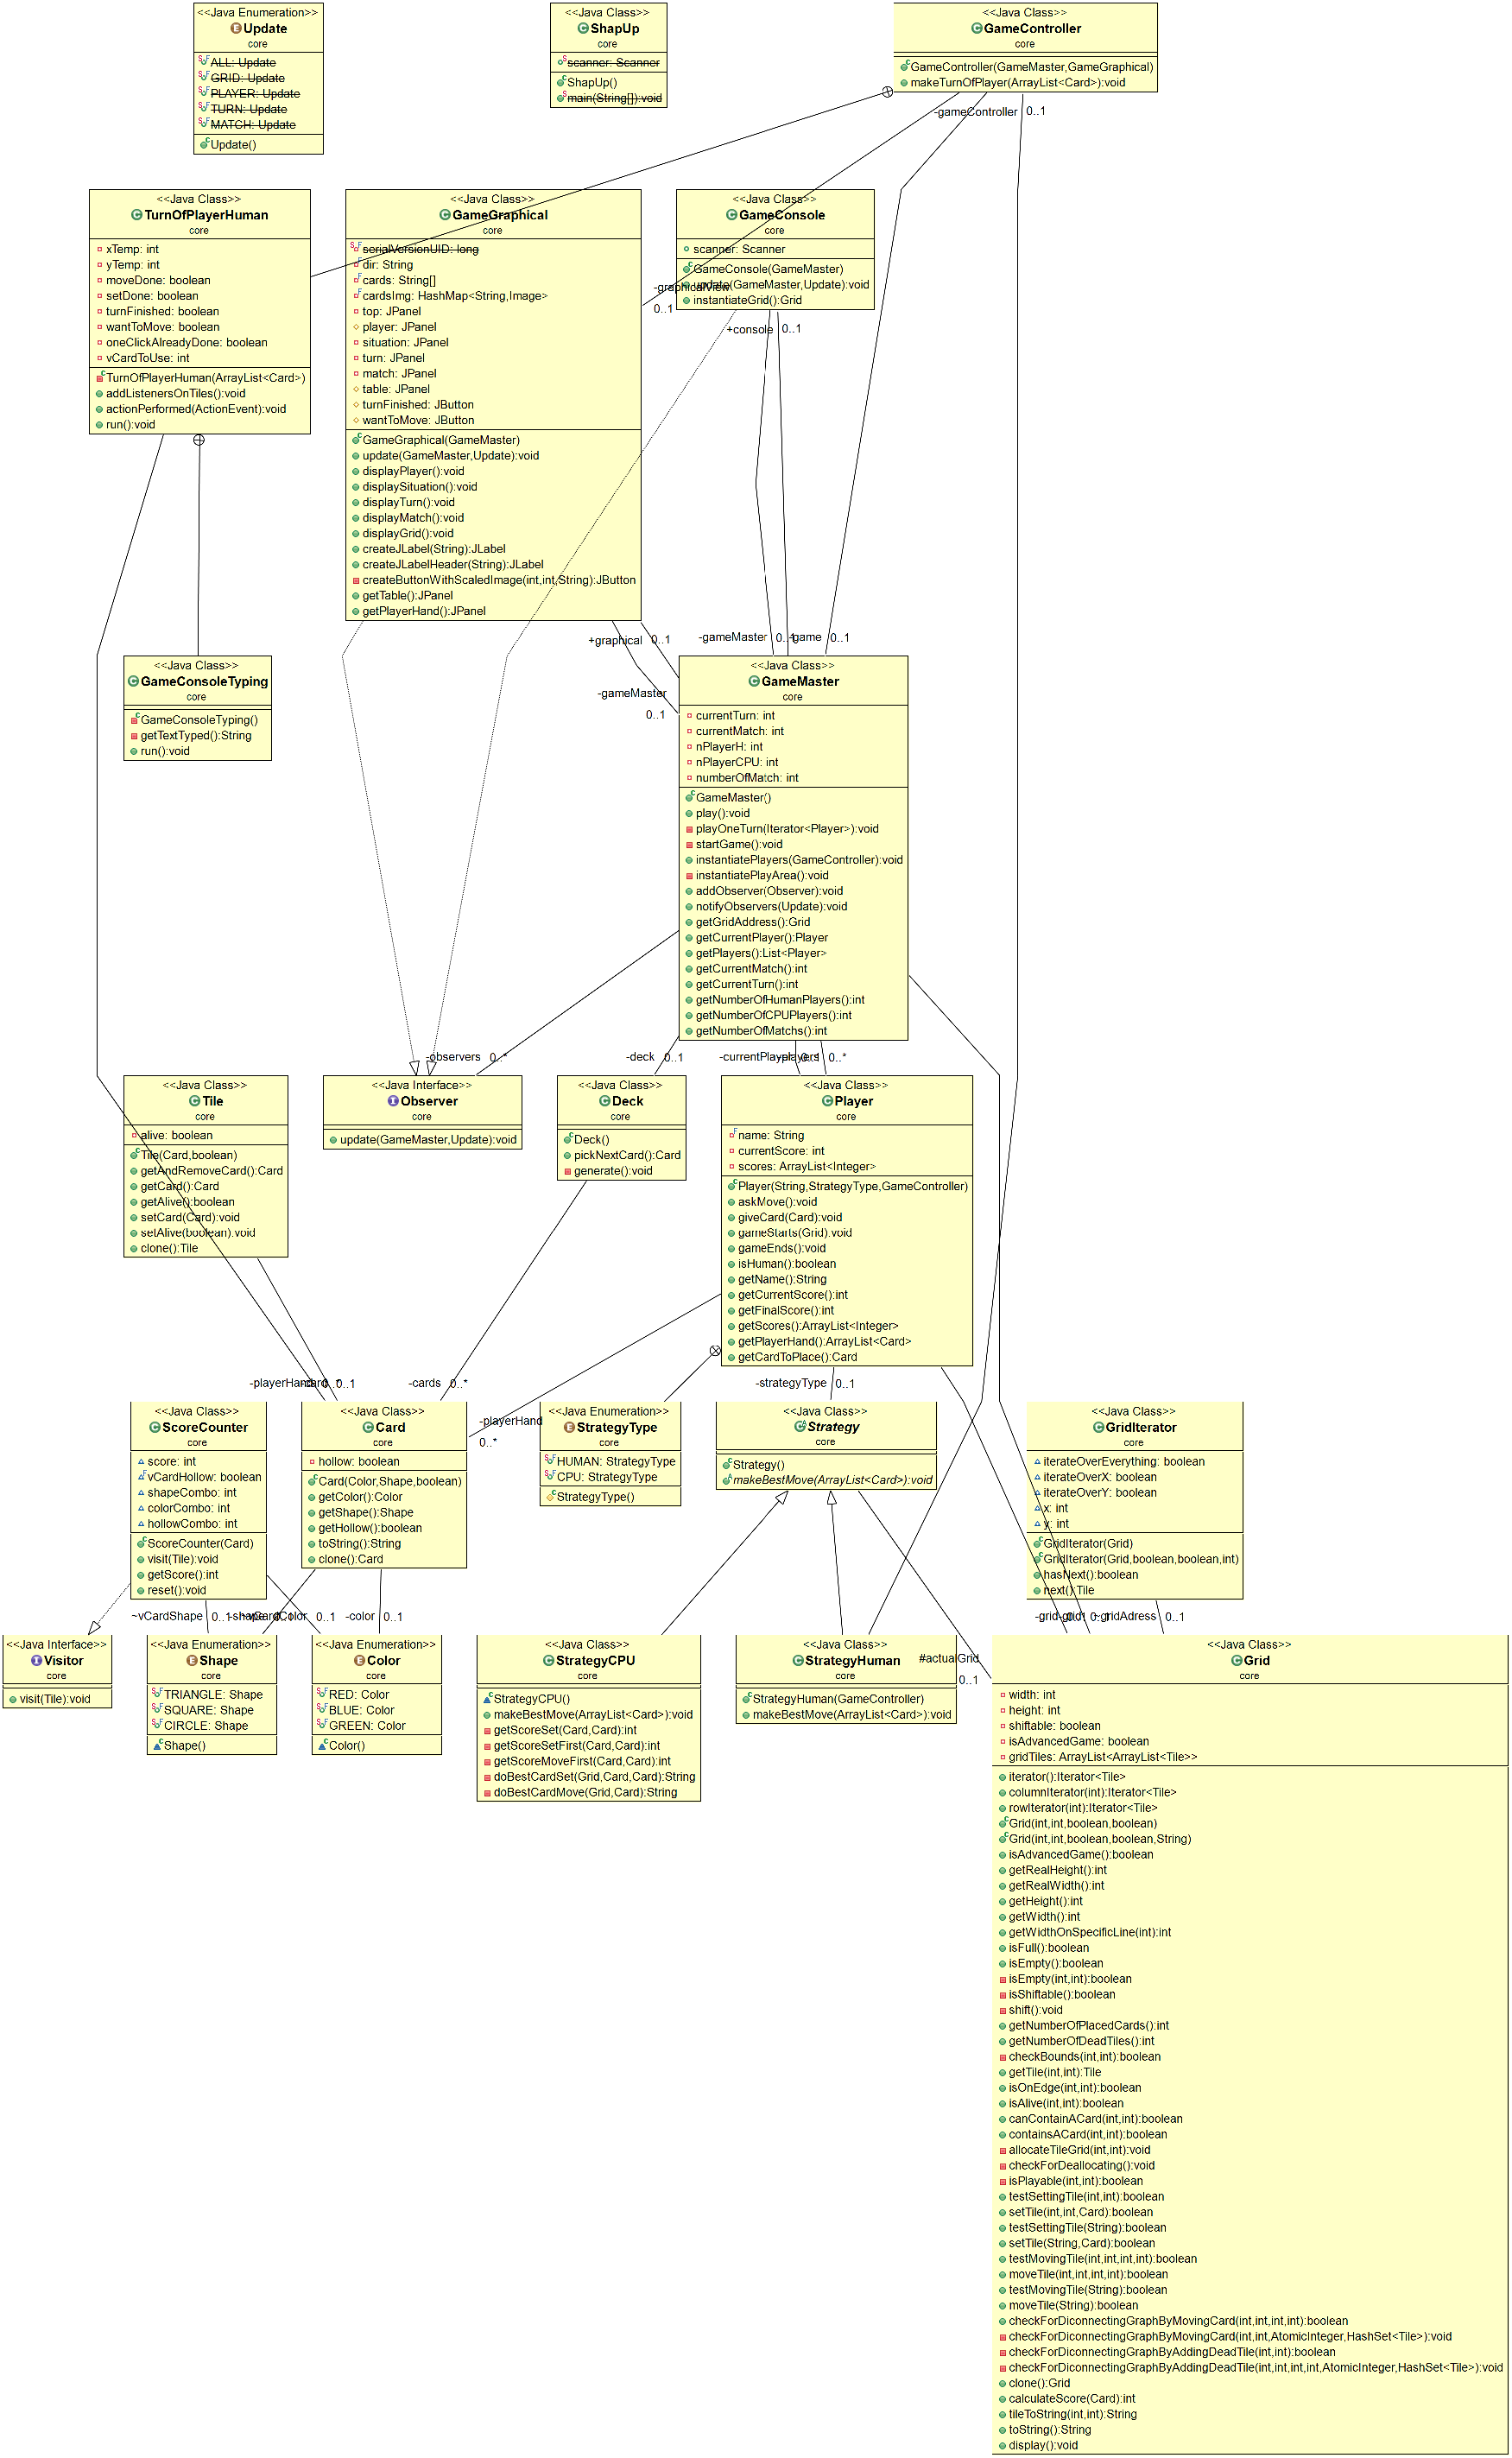 <<Java Enumeration>>
Update
core
ALL: Update
GRID: Update
PLAYER: Update
TURN: Update
MATCH: Update
Update()
<<Java Class>>
ShapUp
core
scanner: Scanner
ShapUp()
main(String[]):void
<<Java Class>>
GameController
core
GameController(GameMaster,GameGraphical)
makeTurnOfPlayer(ArrayList<Card>):void
-gameController 0..1
<<Java Class>>
TurnOfPlayerHuman
core
xTemp: int
yTemp: int
moveDone: boolean
setDone: boolean
turnFinished: boolean
wantToMove: boolean
oneClickAlreadyDone: boolean
vCardToUse: int
TurnOfPlayerHuman(ArrayList<Card>)
addListenersOnTiles():void
actionPerformed(ActionEvent):void
run():void
<<Java Class>>
GameGraphical
core
serialVersionUID: long
dir: String
cards: String[]
cardsImg: HashMap<String,Image>
top: JPanel
player: JPanel
situation: JPanel
turn: JPanel
match: JPanel
table: JPanel
turnFinished: JButton
wantToMove: JButton
GameGraphical(GameMaster)
update(GameMaster,Update):void
displayPlayer():void
displaySituation():void
displayTurn():void
displayMatch():void
displayGrid():void
createJLabel(String):JLabel
createJLabelHeader(String):JLabel
createButtonWithScaledImage(int,int,String):JButton
getTable():JPanel
getPlayerHand():JPanel
<<Java Class>>
GameConsole
core
scanner: Scanner
GameConsole(GameMaster)
update(GameMaster,Update):void
instantiateGrid():Grid
-graphicalView
0..1
+console 0..1
+graphical 0..1
-gameMaster 0..1
-game 0..1
-gameMaster
0..1
<<Java Class>>
GameConsoleTyping
core
GameConsoleTyping()
getTextTyped():String
run():void
<<Java Class>>
GameMaster
core
currentTurn: int
currentMatch: int
nPlayerH: int
nPlayerCPU: int
numberOfMatch: int
GameMaster()
play():void
playOneTurn(Iterator<Player>):void
startGame():void
instantiatePlayers(GameController):void
instantiatePlayArea():void
addObserver(Observer):void
notifyObservers(Update):void
getGridAddress():Grid
getCurrentPlayer():Player
getPlayers():List<Player>
getCurrentMatch():int
getCurrentTurn():int
getNumberOfHumanPlayers():int
getNumberOfCPUPlayers():int
getNumberOfMatchs():int
-observers 0..*
-deck 0..1
-currentPlayer 0..1
-players 0..*
<<Java Class>>
Tile
core
alive: boolean
Tile(Card,boolean)
getAndRemoveCard():Card
getCard():Card
getAlive():boolean
setCard(Card):void
setAlive(boolean):void
clone():Tile
<<Java Interface>>
Observer
core
update(GameMaster,Update):void
<<Java Class>>
Deck
core
Deck()
pickNextCard():Card
generate():void
<<Java Class>>
Player
core
name: String
currentScore: int
scores: ArrayList<Integer>
Player(String,StrategyType,GameController)
askMove():void
giveCard(Card):void
gameStarts(Grid):void
gameEnds():void
isHuman():boolean
getName():String
getCurrentScore():int
getFinalScore():int
getScores():ArrayList<Integer>
getPlayerHand():ArrayList<Card>
getCardToPlace():Card
-playerHand 0..*
-card 0..1
-cards 0..*
-playerHand
0..*
-strategyType 0..1
<<Java Class>>
ScoreCounter
core
score: int
vCardHollow: boolean
shapeCombo: int
colorCombo: int
hollowCombo: int
ScoreCounter(Card)
visit(Tile):void
getScore():int
reset():void
<<Java Class>>
Card
core
hollow: boolean
Card(Color,Shape,boolean)
getColor():Color
getShape():Shape
getHollow():boolean
toString():String
clone():Card
<<Java Enumeration>>
StrategyType
core
HUMAN: StrategyType
CPU: StrategyType
StrategyType()
<<Java Class>>
Strategy
core
Strategy()
makeBestMove(ArrayList<Card>):void
<<Java Class>>
GridIterator
core
iterateOverEverything: boolean
iterateOverX: boolean
iterateOverY: boolean
x: int
y: int
GridIterator(Grid)
GridIterator(Grid,boolean,boolean,int)
hasNext():boolean
next():Tile
~vCardShape 0..1
-shape 0..1
~vCardColor 0..1
-color 0..1
-grid 0..1
-grid 0..1
~gridAdress 0..1
<<Java Interface>>
Visitor
core
visit(Tile):void
<<Java Enumeration>>
Shape
core
TRIANGLE: Shape
SQUARE: Shape
CIRCLE: Shape
Shape()
<<Java Enumeration>>
Color
core
RED: Color
BLUE: Color
GREEN: Color
Color()
<<Java Class>>
StrategyCPU
core
StrategyCPU()
makeBestMove(ArrayList<Card>):void
getScoreSet(Card,Card):int
getScoreSetFirst(Card,Card):int
getScoreMoveFirst(Card,Card):int
doBestCardSet(Grid,Card,Card):String
doBestCardMove(Grid,Card):String
<<Java Class>>
StrategyHuman
core
StrategyHuman(GameController)
makeBestMove(ArrayList<Card>):void
#actualGrid
0..1
<<Java Class>>
Grid
core
width: int
height: int
shiftable: boolean
isAdvancedGame: boolean
gridTiles: ArrayList<ArrayList<Tile>>
iterator():Iterator<Tile>
columnIterator(int):Iterator<Tile>
rowIterator(int):Iterator<Tile>
Grid(int,int,boolean,boolean)
Grid(int,int,boolean,boolean,String)
isAdvancedGame():boolean
getRealHeight():int
getRealWidth():int
getHeight():int
getWidth():int
getWidthOnSpecificLine(int):int
isFull():boolean
isEmpty():boolean
isEmpty(int,int):boolean
isShiftable():boolean
shift():void
getNumberOfPlacedCards():int
getNumberOfDeadTiles():int
checkBounds(int,int):boolean
getTile(int,int):Tile
isOnEdge(int,int):boolean
isAlive(int,int):boolean
canContainACard(int,int):boolean
containsACard(int,int):boolean
allocateTileGrid(int,int):void
checkForDeallocating():void
isPlayable(int,int):boolean
testSettingTile(int,int):boolean
setTile(int,int,Card):boolean
testSettingTile(String):boolean
setTile(String,Card):boolean
testMovingTile(int,int,int,int):boolean
moveTile(int,int,int,int):boolean
testMovingTile(String):boolean
moveTile(String):boolean
checkForDiconnectingGraphByMovingCard(int,int,int,int):boolean
checkForDiconnectingGraphByMovingCard(int,int,AtomicInteger,HashSet<Tile>):void
checkForDiconnectingGraphByAddingDeadTile(int,int):boolean
checkForDiconnectingGraphByAddingDeadTile(int,int,int,int,AtomicInteger,HashSet<Tile>):void
clone():Grid
calculateScore(Card):int
tileToString(int,int):String
toString():String
display():void